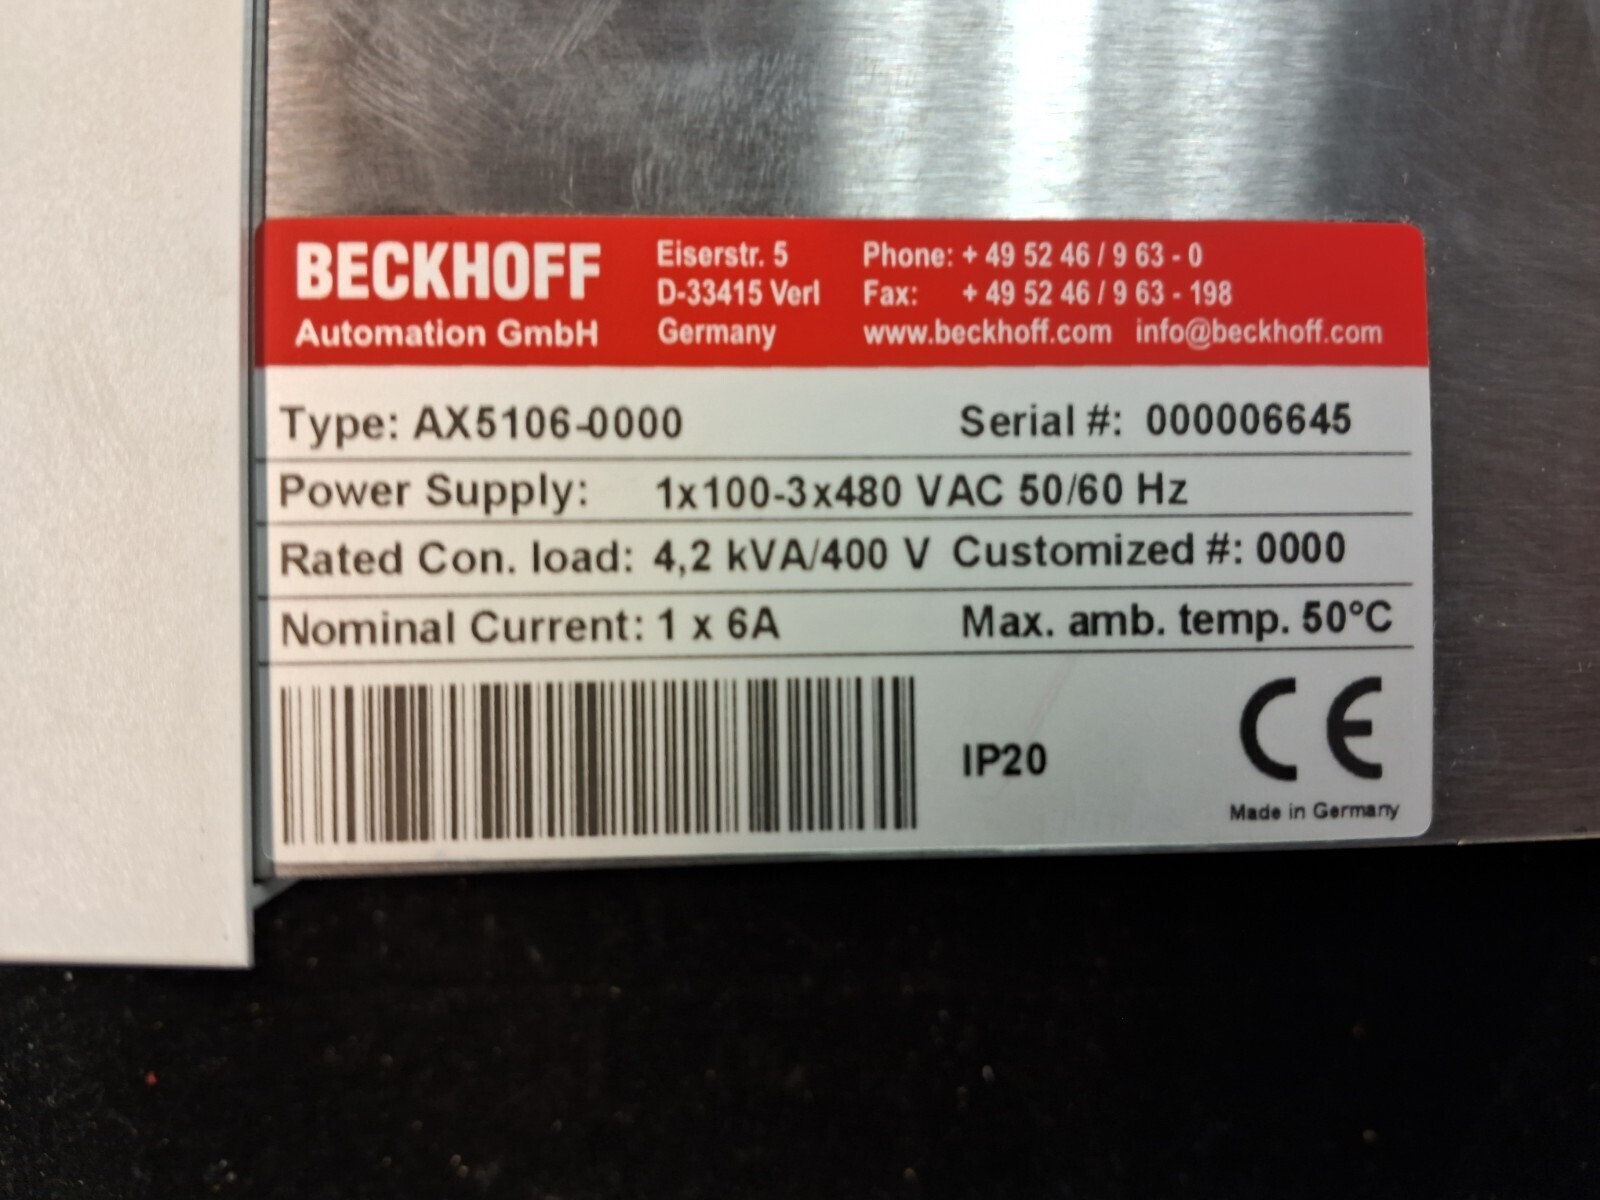 BECKHOFF
Automation GmbH
Eiserstr. 5
D-33415 Verl
Germany
Phone: + 49 52 46 / 9 63 - 0
Fax: + 49 52 46 / 9 63 - 198
www.beckhoff.com info@beckhoff.com
Type: AX5106-0000 Serial #: 000006645
Power Supply: 1x100-3x480 VAC 50/60 Hz
Rated Con. load: 4,2 kVA/400 V Customized #: 0000
Nominal Current: 1 x 6A Max. amb. temp. 50°C
IP20
CE
Made in Germany